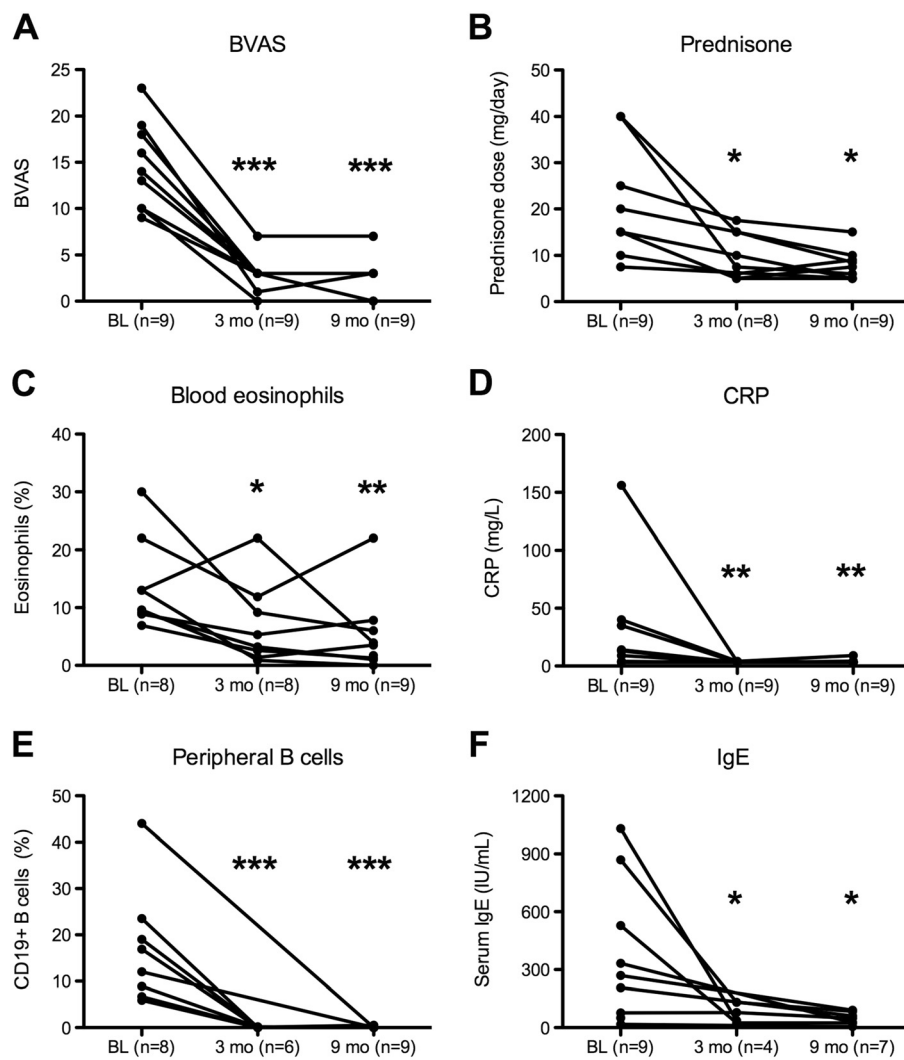 A
BVAS
BVAS
25
20
15
10
5
0
***
***
BL (n=9)
3 mo (n=9)
9 mo (n=9)
B
Prednisone
Prednisone dose (mg/day)
50
40
30
20
10
0
*
*
BL (n=9)
3 mo (n=8)
9 mo (n=9)
C
Blood eosinophils
Eosinophils (%)
40
30
20
10
0
*
**
BL (n=8)
3 mo (n=8)
9 mo (n=9)
D
CRP
CRP (mg/L)
200
150
100
50
0
**
**
BL (n=9)
3 mo (n=9)
9 mo (n=9)
E
Peripheral B cells
CD19+ B cells (%)
50
40
30
20
10
0
***
***
BL (n=8)
3 mo (n=6)
9 mo (n=9)
F
IgE
Serum IgE (IU/mL)
1200
900
600
300
0
*
*
BL (n=9)
3 mo (n=4)
9 mo (n=7)